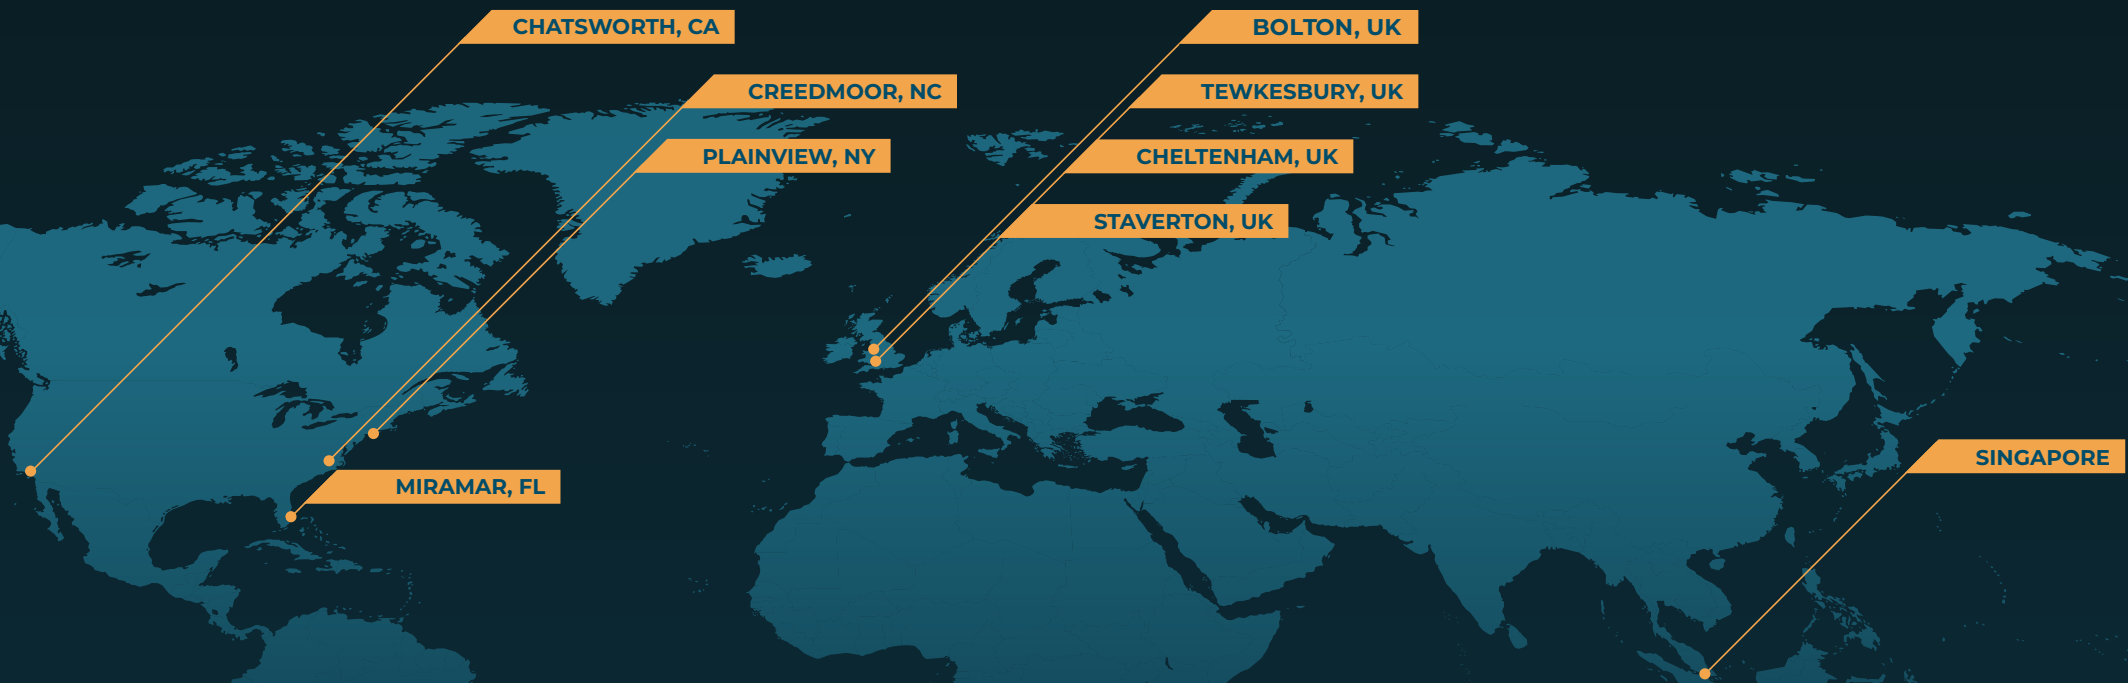 CHATSWORTH, CA
BOLTON, UK
CREEDMOOR, NC
TEWKESBURY, UK
PLAINVIEW, NY
CHELTENHAM, UK
STAVERTON, UK
SINGAPORE
MIRAMAR, FL